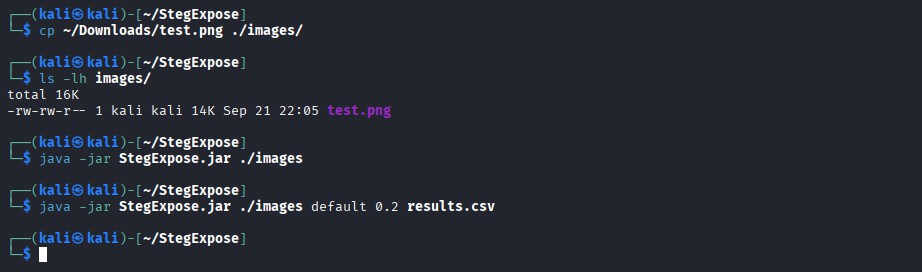 ┌──(kali㉿kali)-[~/StegExpose]
└─$ cp ~/Downloads/test.png ./images/
┌──(kali㉿kali)-[~/StegExpose]
└─$ ls -lh images/
total 16K
-rw-rw-r-- 1 kali kali 14K Sep 21 22:05 test.png
┌──(kali㉿kali)-[~/StegExpose]
└─$ java -jar StegExpose.jar ./images
┌──(kali㉿kali)-[~/StegExpose]
└─$ java -jar StegExpose.jar ./images default 0.2 results.csv
┌──(kali㉿kali)-[~/StegExpose]
└─$